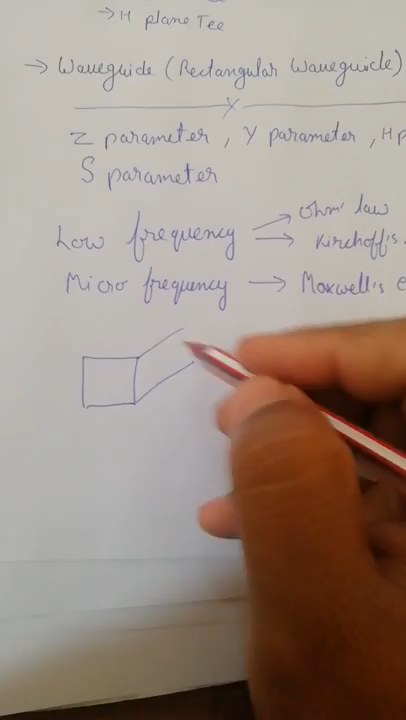 → H plane Tee
→ Waveguide (Rectangular Waveguide)
Z parameter, Y parameter, H p
S parameter
Ohm' law
Low frequency → Kirchoff's
Micro frequency → Maxwell's e